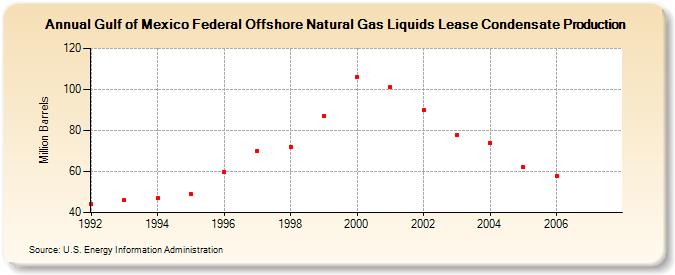 Annual Gulf of Mexico Federal Offshore Natural Gas Liquids Lease Condensate Production
Million Barrels
120
100
80
60
40
1992 1994 1996 1998 2000 2002 2004 2006
Source: U.S. Energy Information Administration